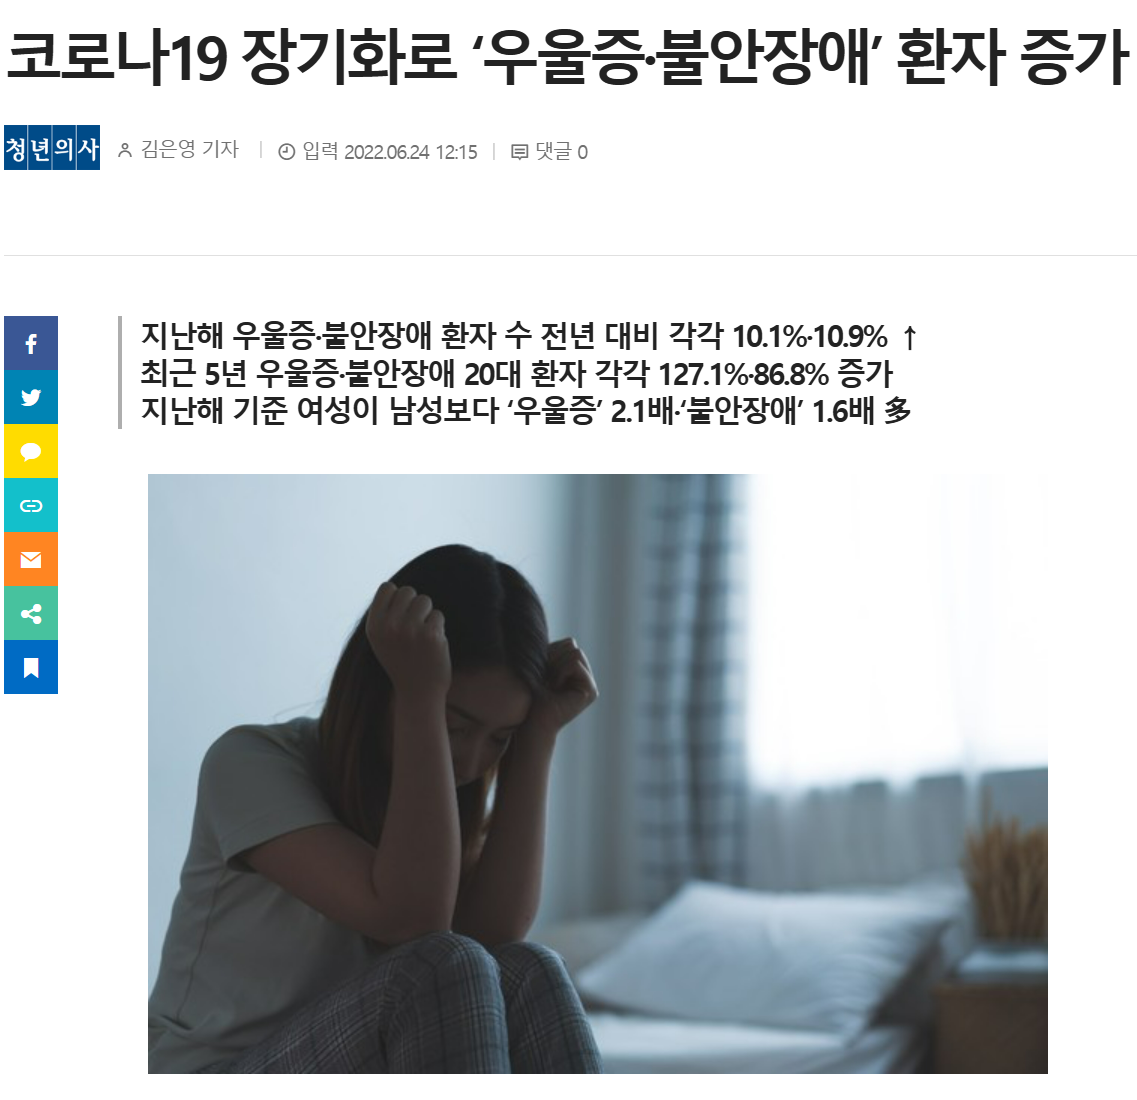 코로나19 장기화로 ‘우울증·불안장애’ 환자 증가
청년의사 김은영 기자 입력 2022.06.24 12:15 댓글 0
지난해 우울증·불안장애 환자 수 전년 대비 각각 10.1%·10.9% ↑
최근 5년 우울증·불안장애 20대 환자 각각 127.1%·86.8% 증가
지난해 기준 여성이 남성보다 ‘우울증’ 2.1배·‘불안장애’ 1.6배 多